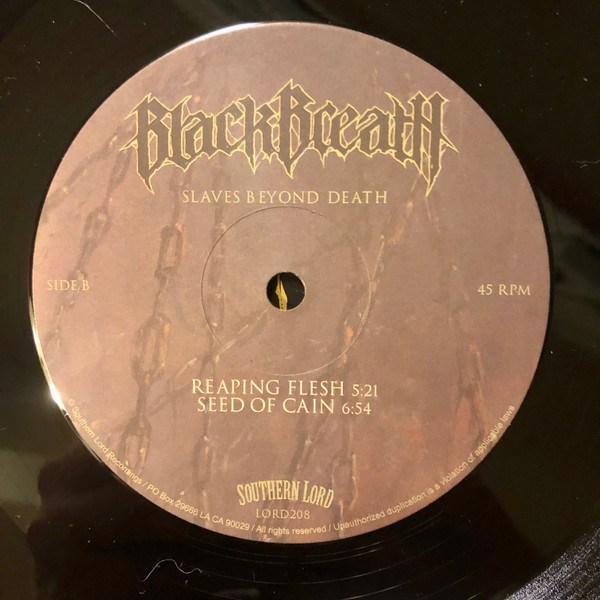 BlackBreath
SLAVES BEYOND DEATH
SIDE B
45 RPM
REAPING FLESH 5:21
SEED OF CAIN 6:54
SOUTHERN LORD
LORD208
© Southern Lord Recordings / PO Box 29666 LA CA 90029 / All rights reserved / Unauthorized duplication is a violation of applicable laws